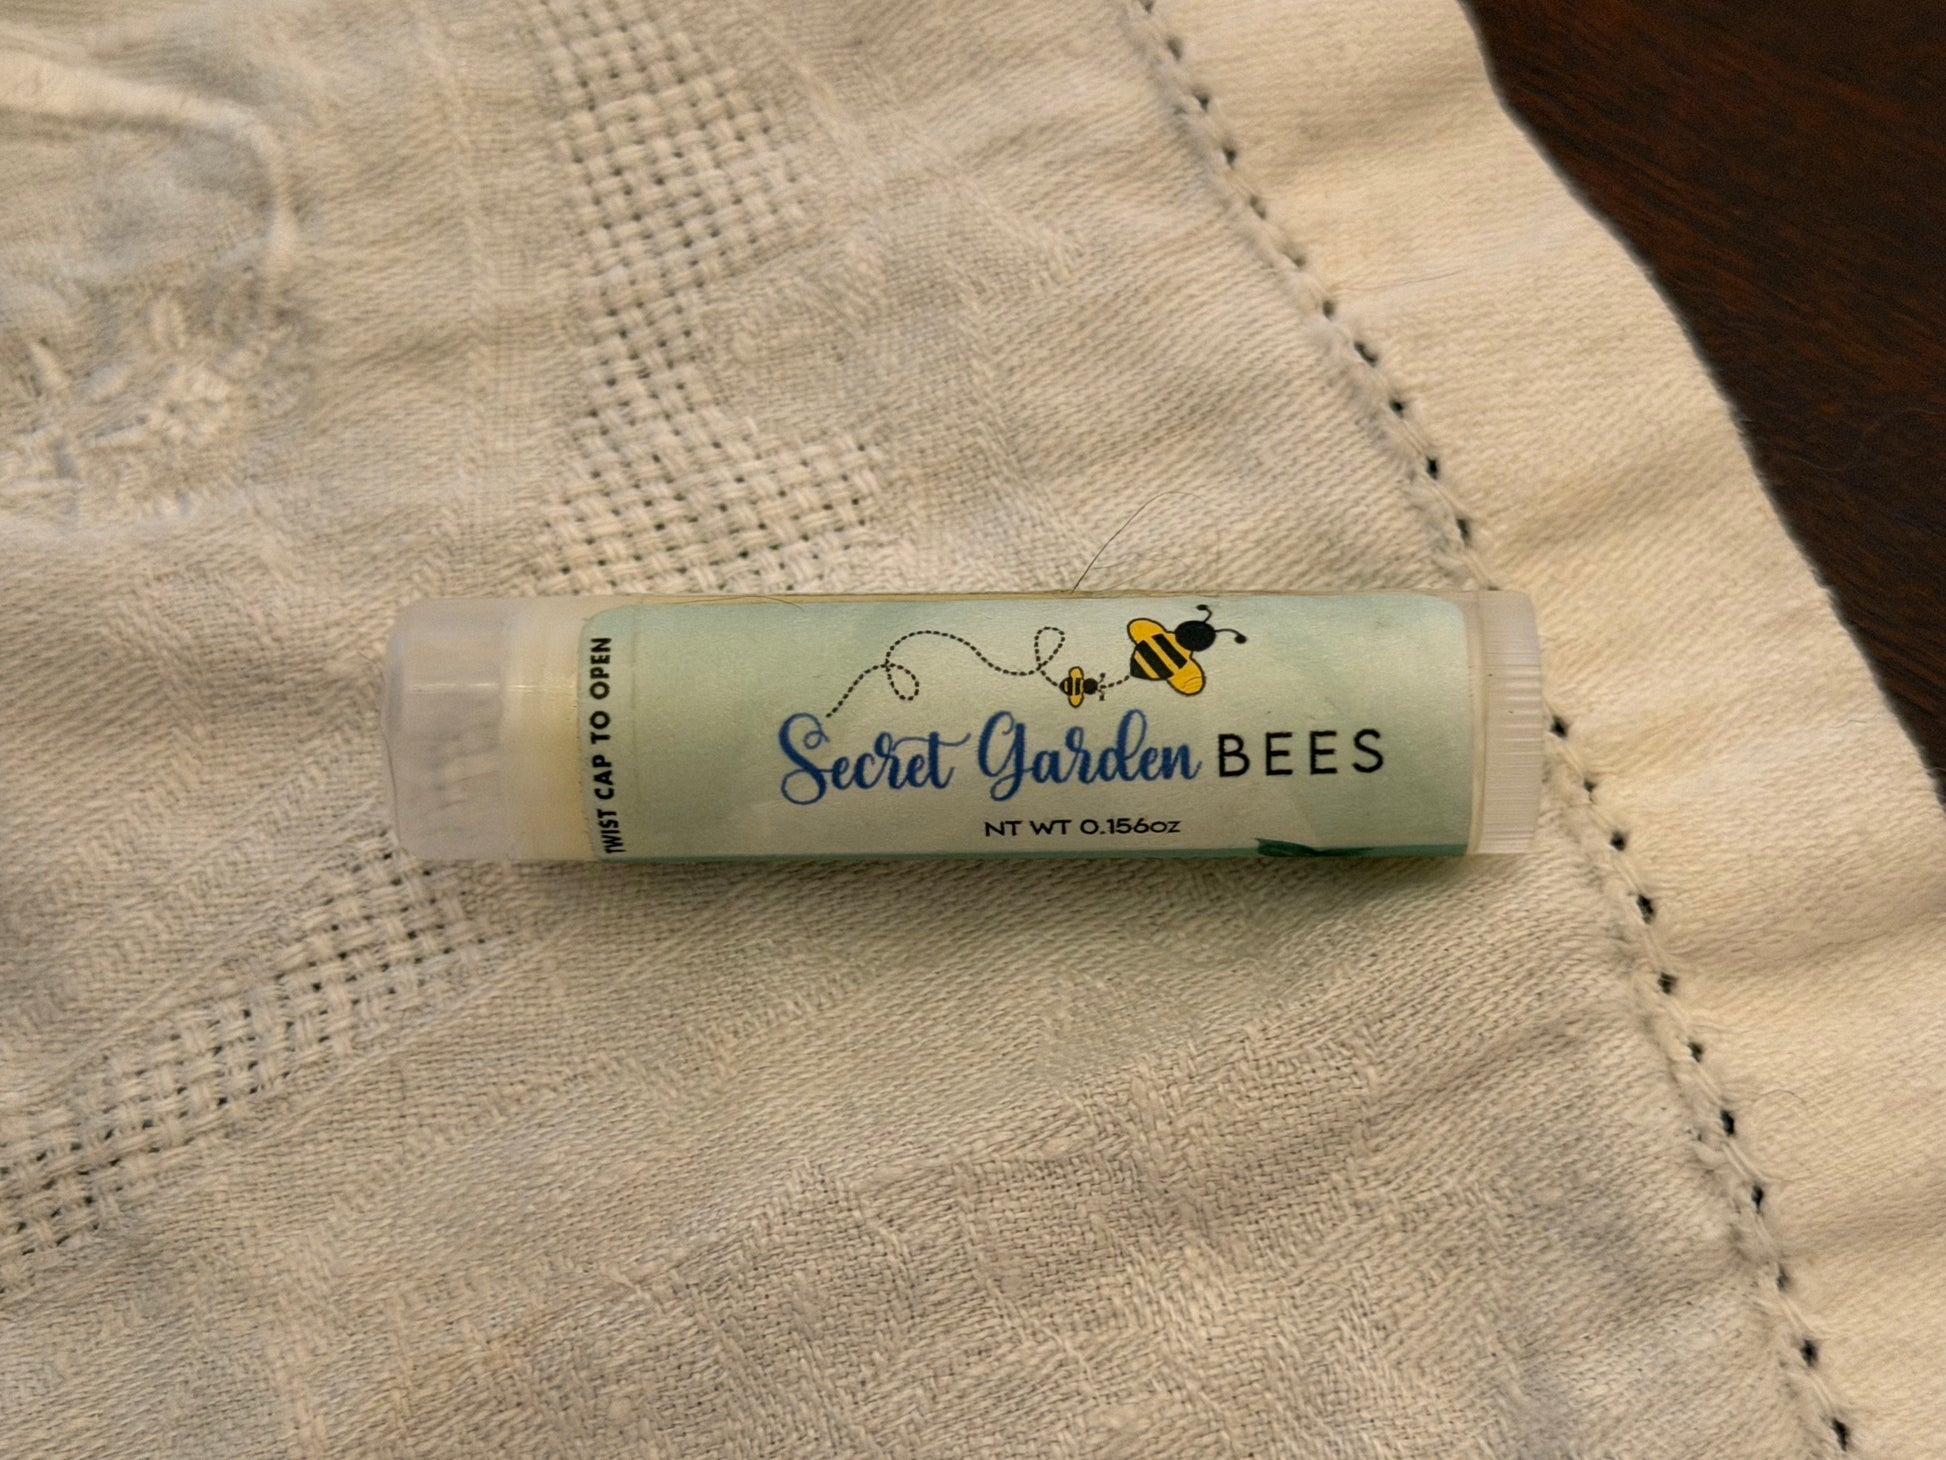 TWIST CAP TO OPEN
Secret Garden BEES
NT WT 0.156oz